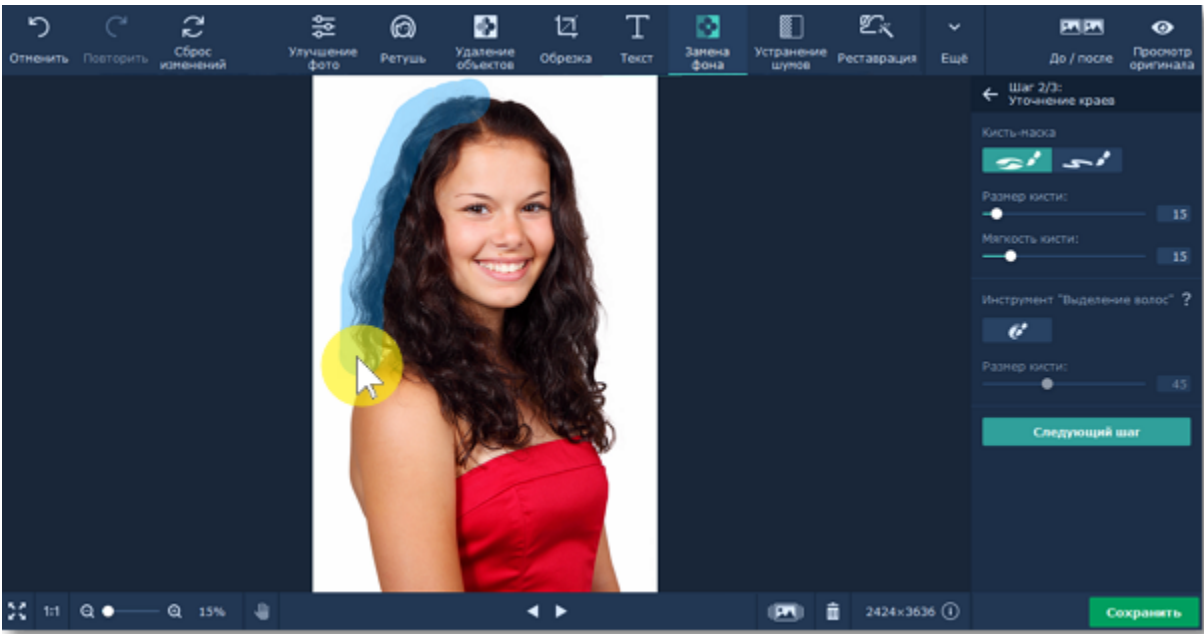 Отменить
Повторить
Сброс
изменений
Улучшение
фото
Ретушь
Удаление
объектов
Обрезка
Текст
Замена
фона
Устранение
шумов
Реставрация
Ещё
До / после
Просмотр
оригинала
Шаг 2/3:
Уточнение краев
Кисть-маска
Размер кисти:
15
Мягкость кисти:
15
Инструмент "Выделение волос" ?
Размер кисти:
45
Следующий шаг
1:1
15%
2424×3636
Сохранить